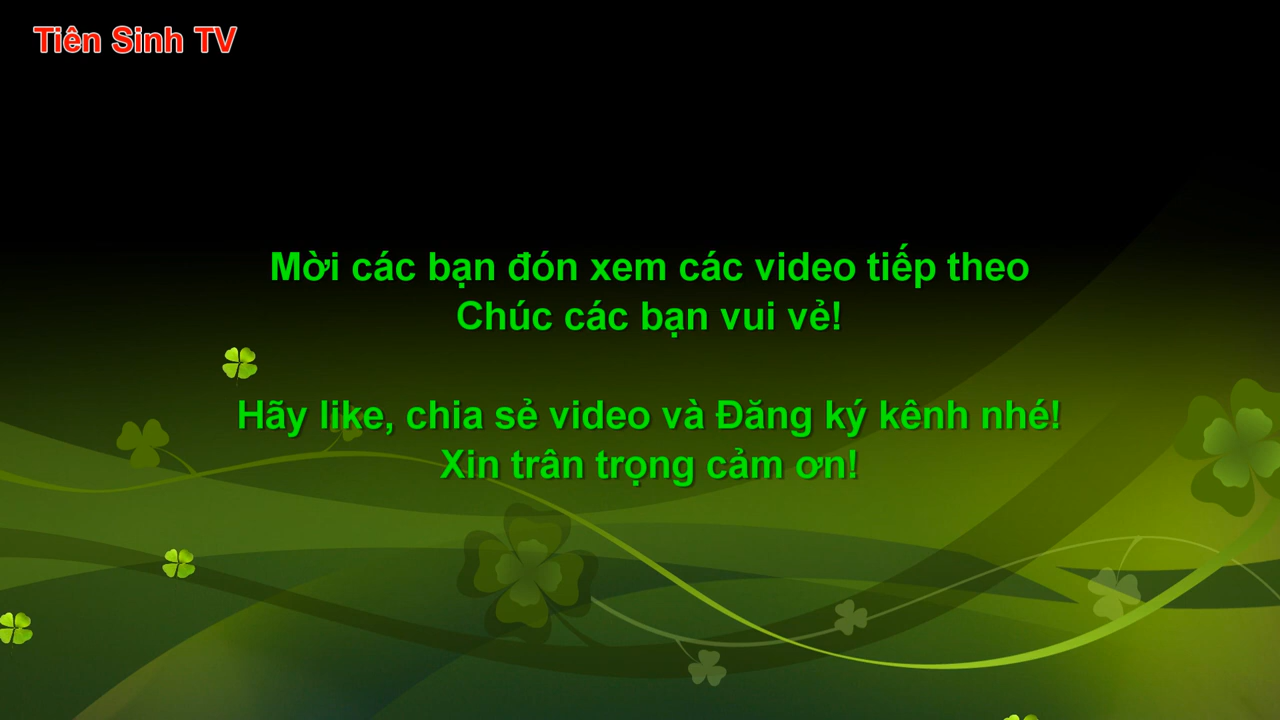 Tiên Sinh TV
Mời các bạn đón xem các video tiếp theo
Chúc các bạn vui vẻ!
Hãy like, chia sẻ video và Đăng ký kênh nhé!
Xin trân trọng cảm ơn!